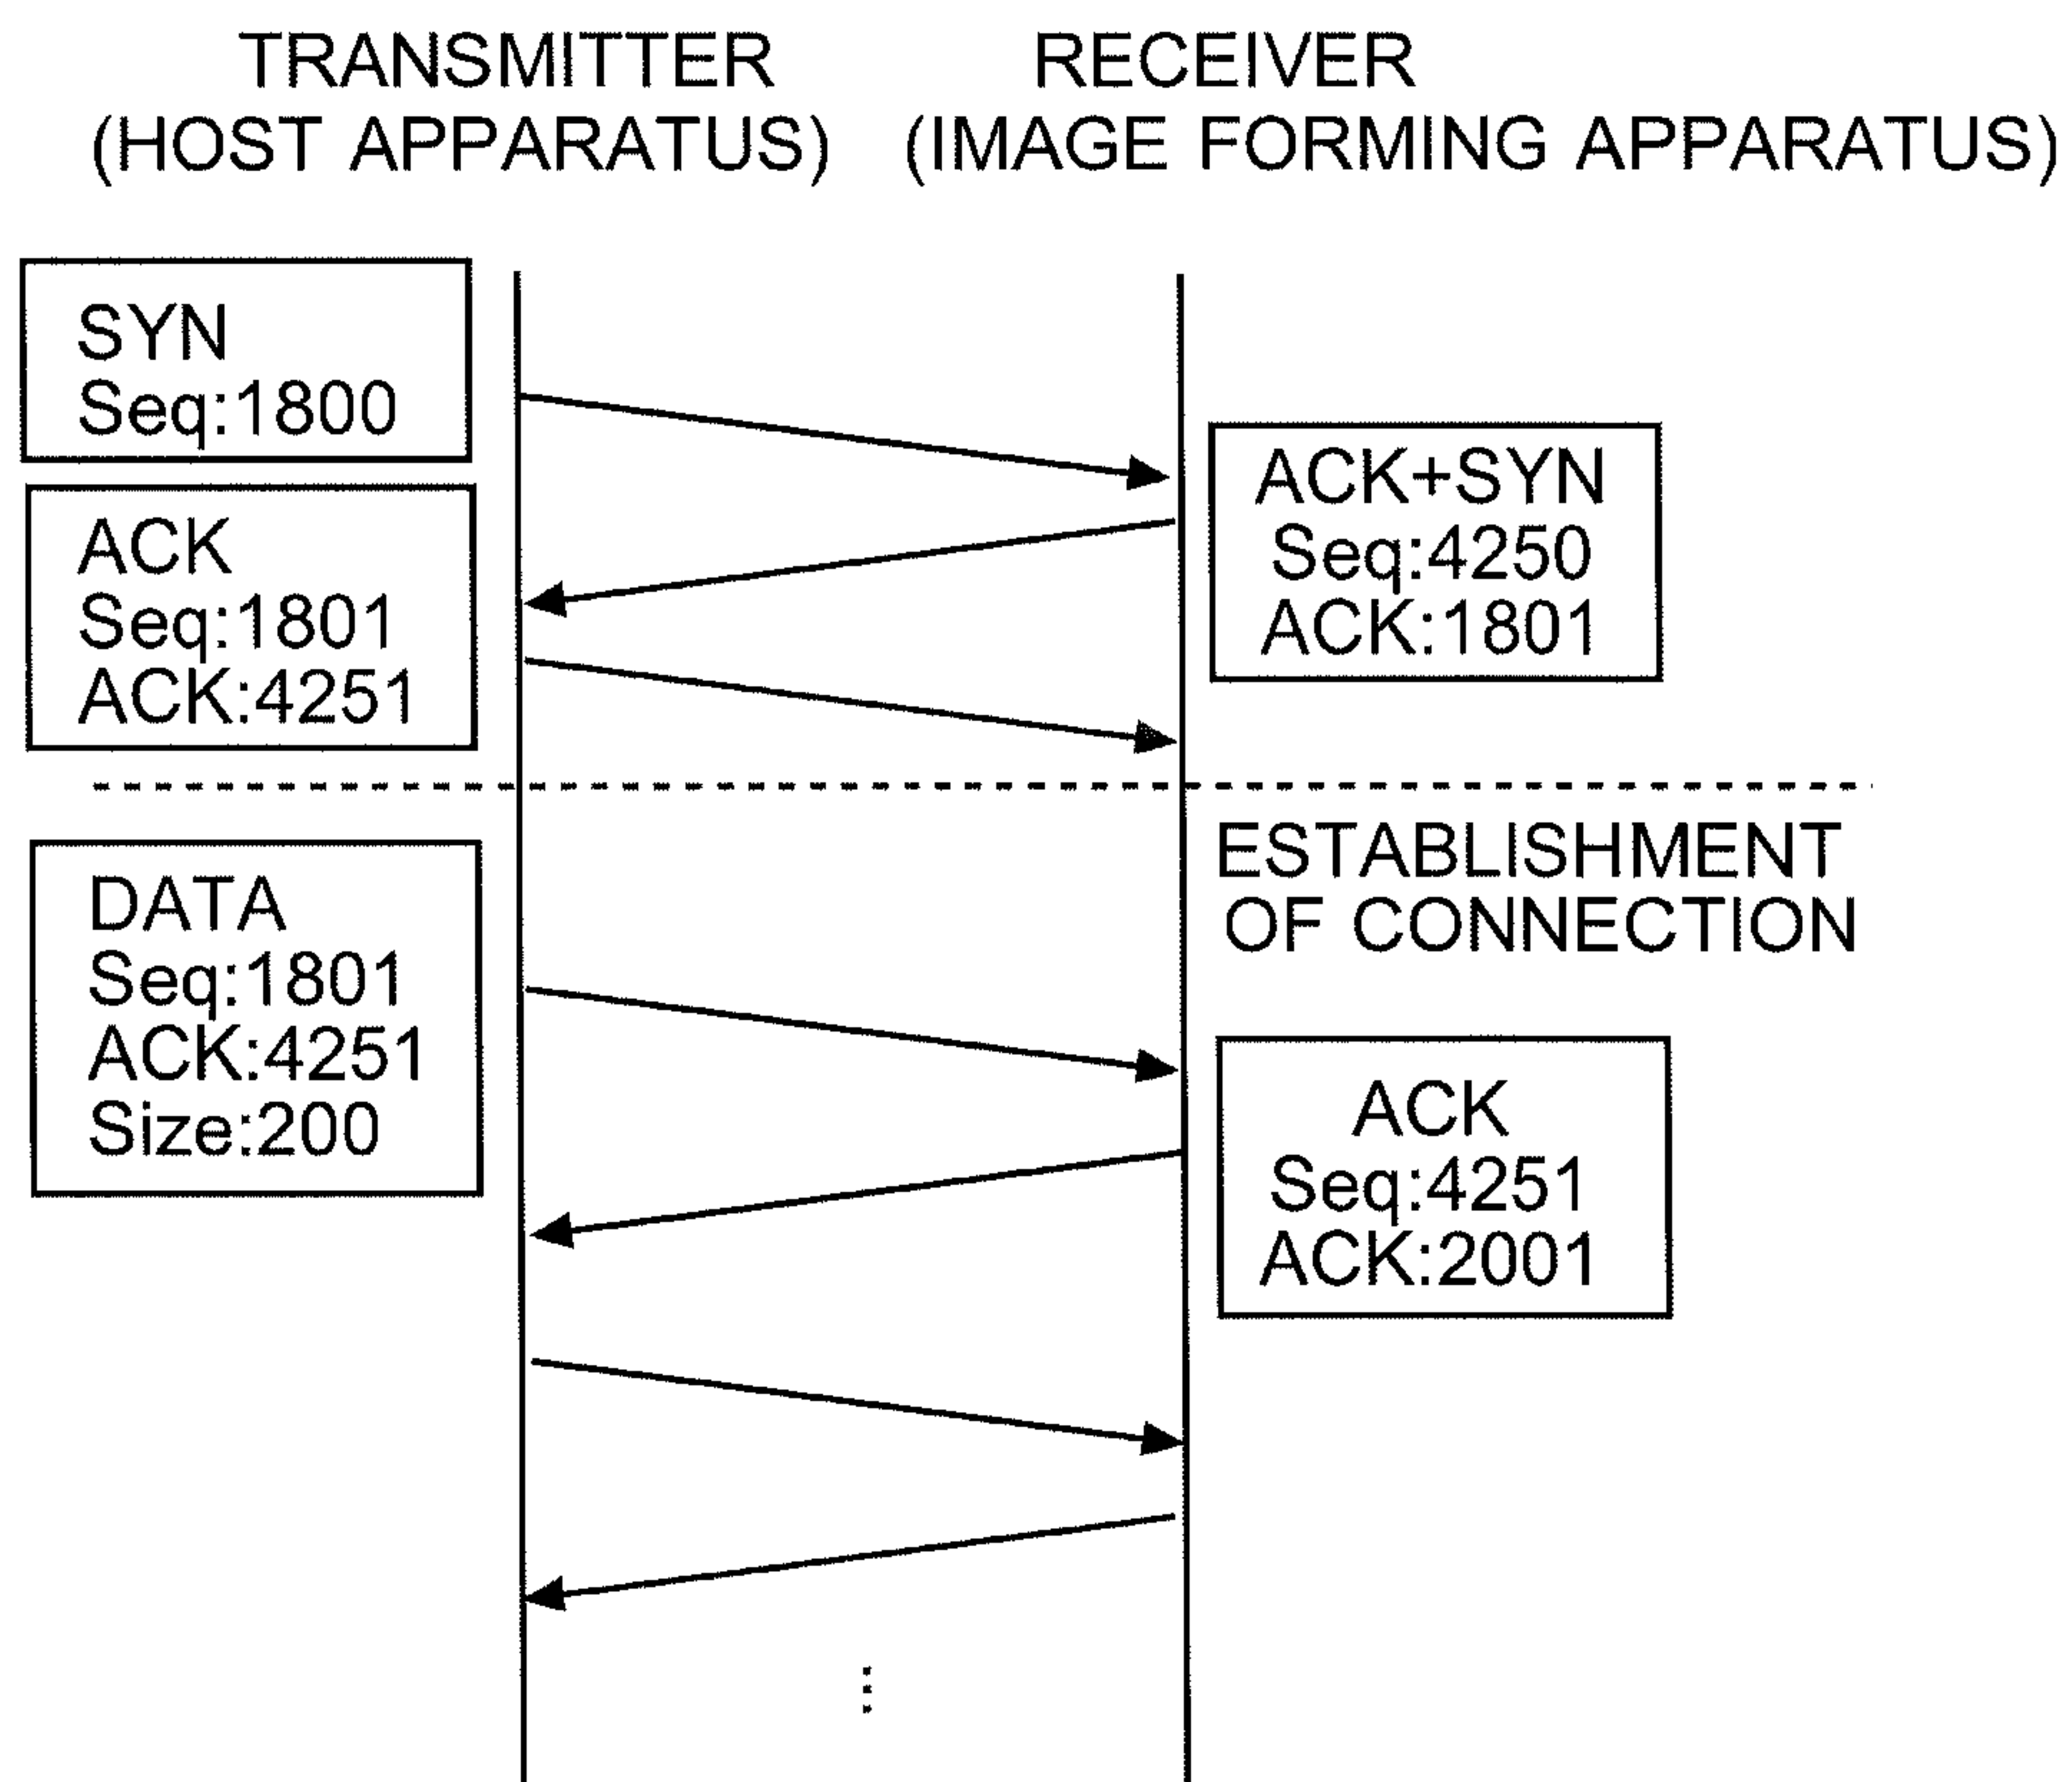 TRANSMITTER
(HOST APPARATUS)
RECEIVER
(IMAGE FORMING APPARATUS)
SYN
Seq:1800
ACK+SYN
Seq:4250
ACK:1801
ACK
Seq:1801
ACK:4251
ESTABLISHMENT
OF CONNECTION
DATA
Seq:1801
ACK:4251
Size:200
ACK
Seq:4251
ACK:2001